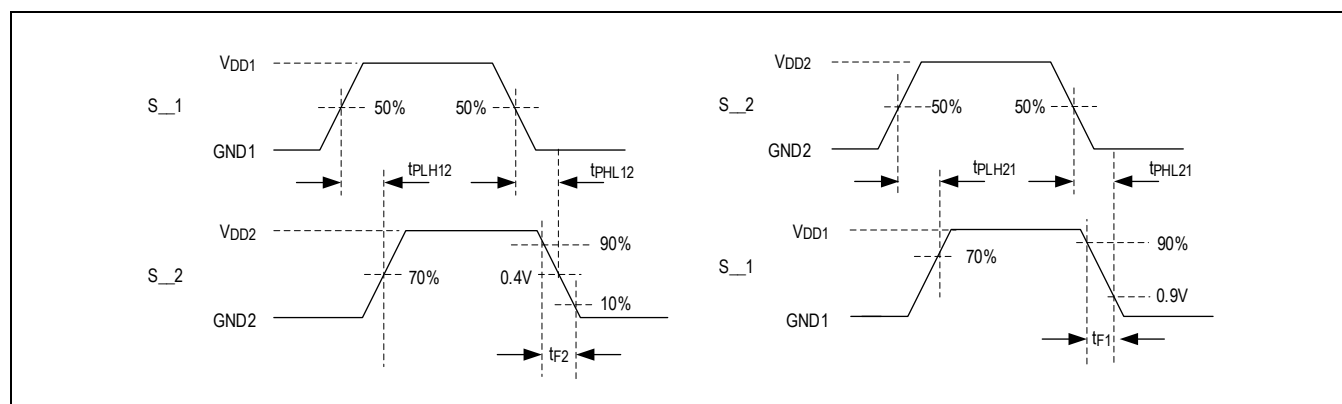 VDD1
S__1
50%
50%
GND1
tPLH12
tPHL12
VDD2
90%
S__2
70%
0.4V
10%
GND2
tF2
VDD2
S__2
50%
50%
GND2
tPLH21
tPHL21
VDD1
90%
S__1
70%
0.9V
GND1
tF1